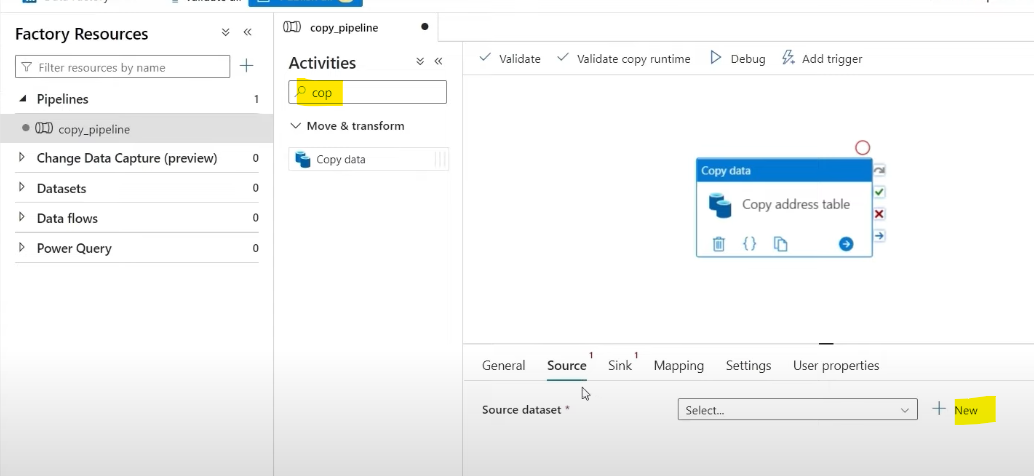 copy_pipeline
Factory Resources
Filter resources by name
Pipelines 1
copy_pipeline
Change Data Capture (preview) 0
Datasets 0
Data flows 0
Power Query 0
Activities
cop
Move & transform
Copy data
Validate Validate copy runtime Debug Add trigger
Copy data
Copy address table
General Source 1 Sink 1 Mapping Settings User properties
Source dataset * Select... New